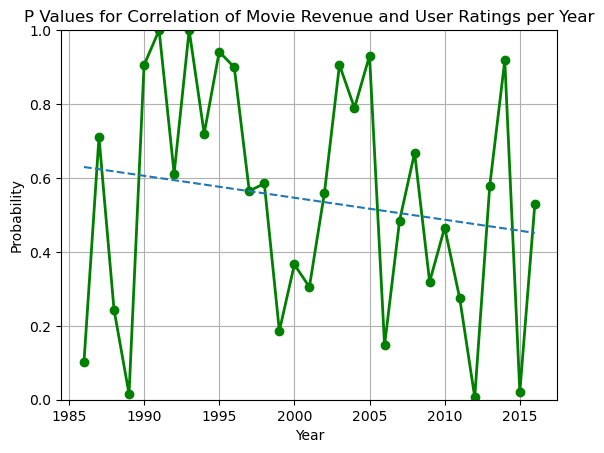 P Values for Correlation of Movie Revenue and User Ratings per Year
1.0
0.8
0.6
0.4
0.2
0.0
Probability
1985 1990 1995 2000 2005 2010 2015
Year